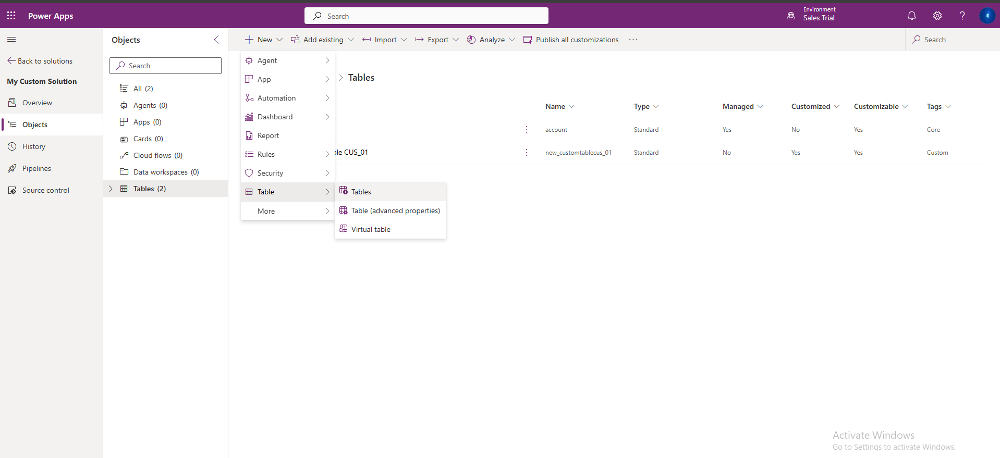 Power Apps
Search
Environment
Sales Trial
Back to solutions
My Custom Solution
Overview
Objects
History
Pipelines
Source control
Objects
Search
All (2)
Agents (0)
Apps (0)
Cards (0)
Cloud flows (0)
Data workspaces (0)
Tables (2)
New
Add existing
Import
Export
Analyze
Publish all customizations
Search
Agent
App
Automation
Dashboard
Report
Rules
Security
Table
More
Tables
Table (advanced properties)
Virtual table
Tables
Name Type Managed Customized Customizable Tags
account Standard Yes No Yes Core
CUS_01 new_customtablecus_01 Standard No Yes Yes Custom
Activate Windows
Go to Settings to activate Windows.